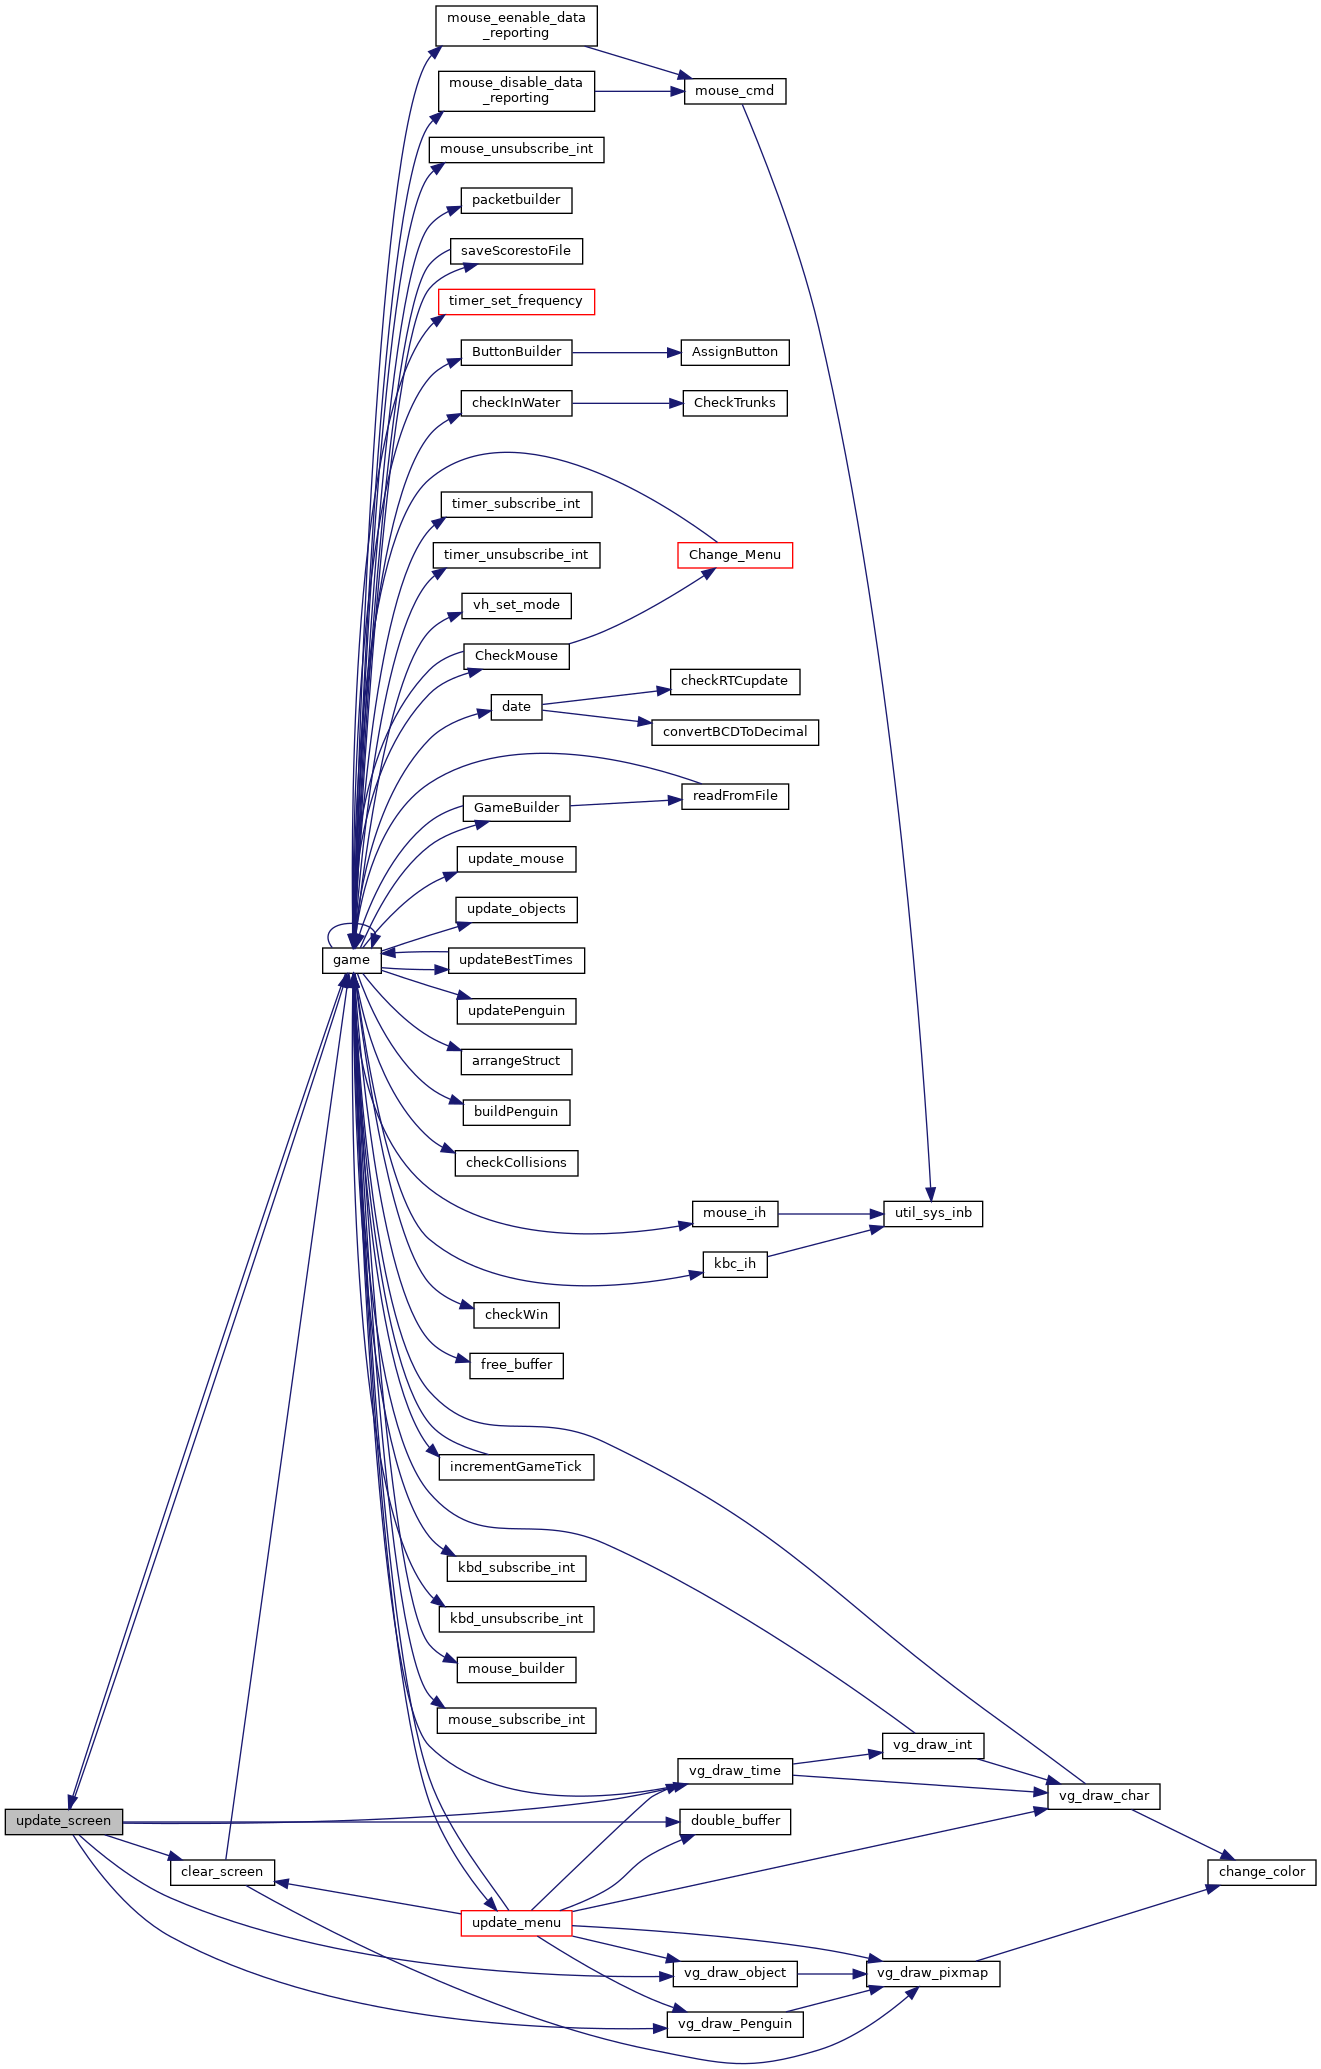 mouse_eenable_data
_reporting
mouse_disable_data
_reporting
mouse_cmd
mouse_unsubscribe_int
packetbuilder
saveScorestoFile
timer_set_frequency
ButtonBuilder
AssignButton
checkInWater
CheckTrunks
timer_subscribe_int
timer_unsubscribe_int
Change_Menu
vh_set_mode
CheckMouse
checkRTCupdate
date
convertBCDToDecimal
readFromFile
GameBuilder
update_mouse
update_objects
game
updateBestTimes
updatePenguin
arrangeStruct
buildPenguin
checkCollisions
mouse_ih
util_sys_inb
kbc_ih
checkWin
free_buffer
incrementGameTick
kbd_subscribe_int
kbd_unsubscribe_int
mouse_builder
mouse_subscribe_int
vg_draw_int
vg_draw_time
vg_draw_char
update_screen
double_buffer
clear_screen
change_color
update_menu
vg_draw_object
vg_draw_pixmap
vg_draw_Penguin